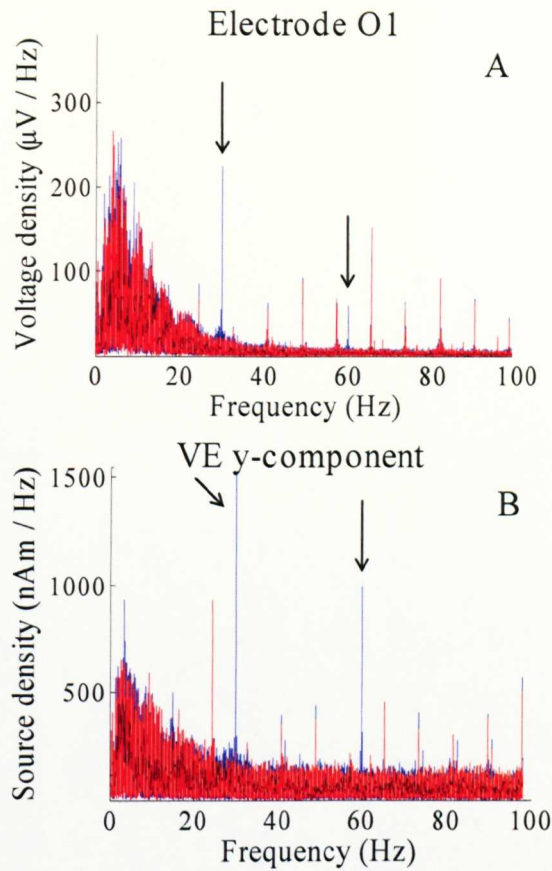 Electrode O1
A
Voltage density (µV / Hz)
300
200
100
0 20 40 60 80 100
Frequency (Hz)
VE y-component
B
Source density (nAm / Hz)
1500
1000
500
0 20 40 60 80 100
Frequency (Hz)